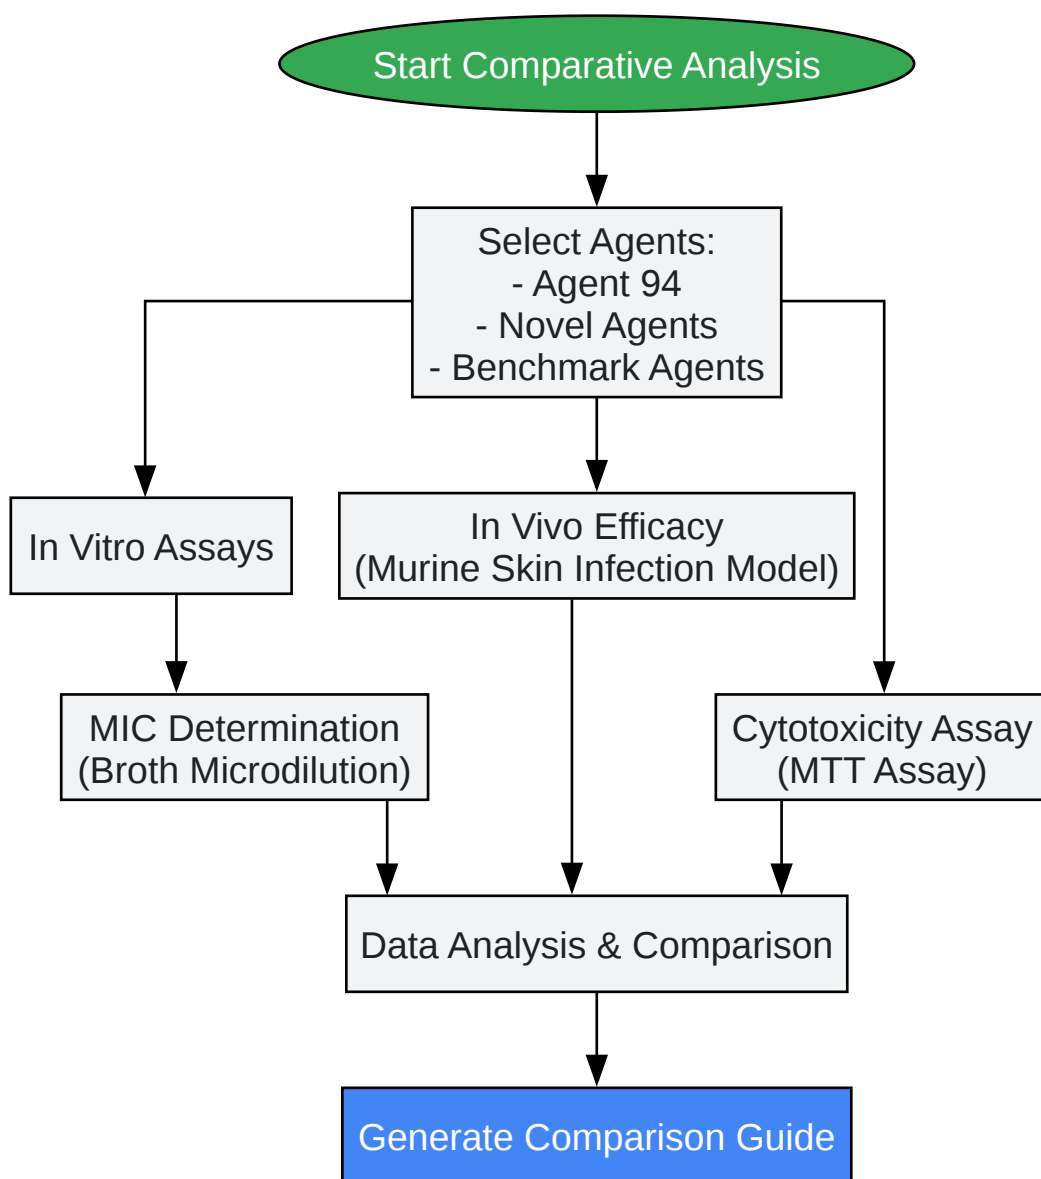 Start Comparative Analysis
Select Agents:
- Agent 94
- Novel Agents
- Benchmark Agents
In Vitro Assays
In Vivo Efficacy
(Murine Skin Infection Model)
MIC Determination
(Broth Microdilution)
Cytotoxicity Assay
(MTT Assay)
Data Analysis & Comparison
Generate Comparison Guide